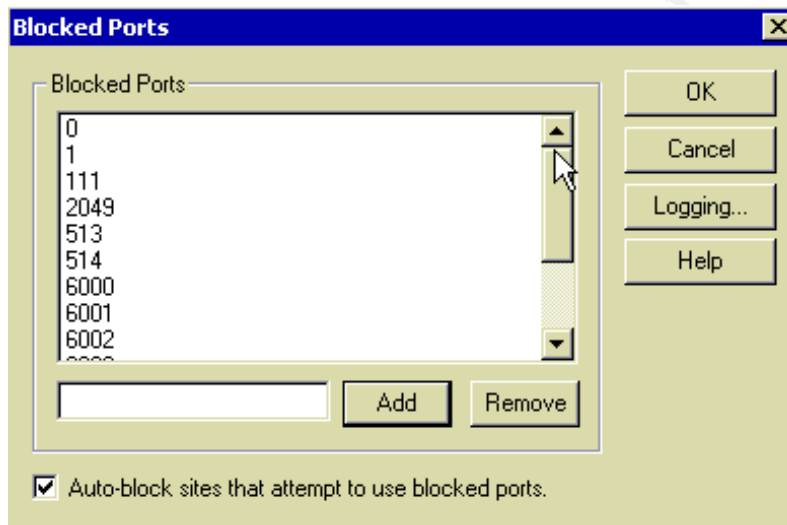 Blocked Ports
Blocked Ports
0
1
111
2049
513
514
6000
6001
6002
Add
Remove
Auto-block sites that attempt to use blocked ports.
OK
Cancel
Logging...
Help